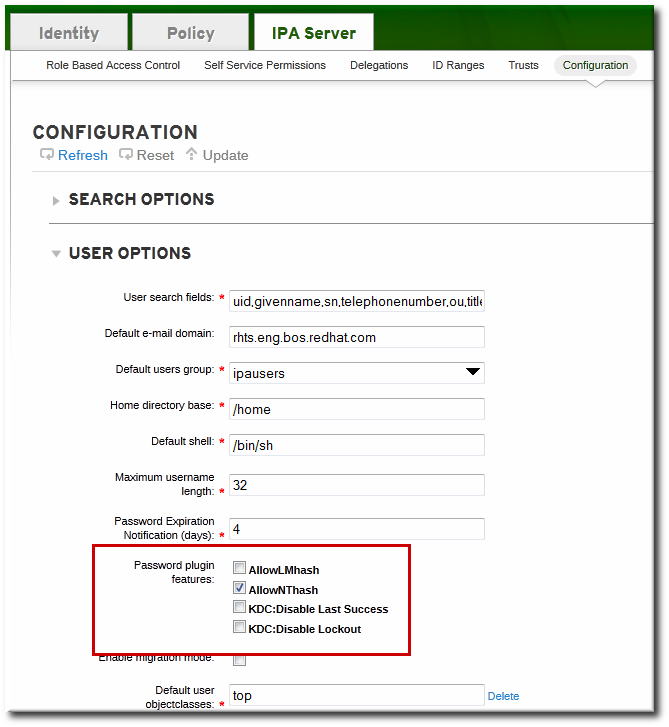 Identity Policy IPA Server
Role Based Access Control Self Service Permissions Delegations ID Ranges Trusts Configuration
CONFIGURATION
Refresh Reset Update
SEARCH OPTIONS
USER OPTIONS
User search fields: * uid,givenname,sn,telephonenumber,ou,title
Default e-mail domain: rhts.eng.bos.redhat.com
Default users group: * ipausers
Home directory base: * /home
Default shell: * /bin/sh
Maximum username
length: * 32
Password Expiration
Notification (days): * 4
Password plugin
features:
AllowLMhash
AllowNThash
KDC:Disable Last Success
KDC:Disable Lockout
Enable migration mode:
Default user
objectclasses: * top Delete